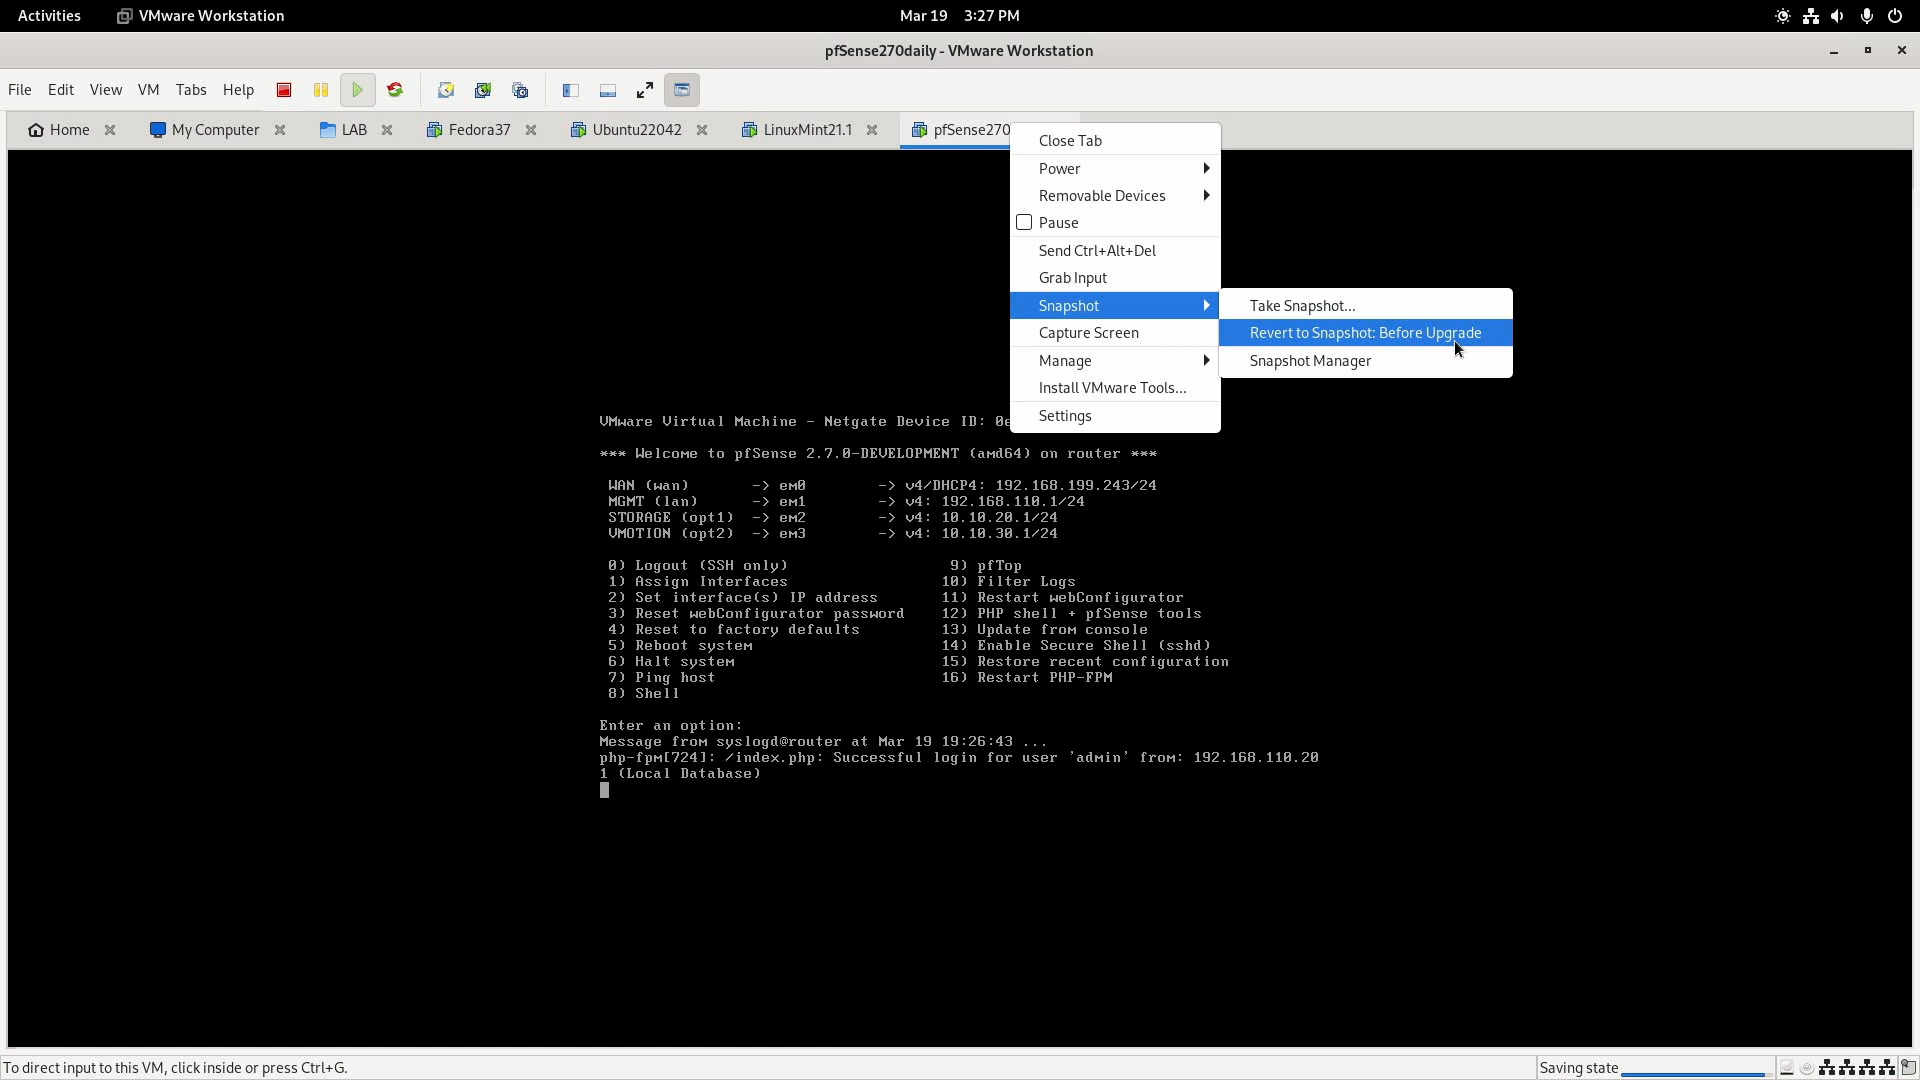 Activities
VMware Workstation
Mar 19 3:27 PM
pfSense270daily - VMware Workstation
File Edit View VM Tabs Help
Home
My Computer
LAB
Fedora37
Ubuntu22042
LinuxMint21.1
pfSense270
Close Tab
Power
Removable Devices
Pause
Send Ctrl+Alt+Del
Grab Input
Snapshot
Capture Screen
Manage
Install VMware Tools...
Settings
Take Snapshot...
Revert to Snapshot: Before Upgrade
Snapshot Manager
VMware Virtual Machine - Netgate Device ID:
*** Welcome to pfSense 2.7.0-DEVELOPMENT (amd64) on router ***
WAN (wan) -> em0 -> v4/DHCP4: 192.168.199.243/24
MGMT (lan) -> em1 -> v4: 192.168.110.1/24
STORAGE (opt1) -> em2 -> v4: 10.10.20.1/24
VMOTION (opt2) -> em3 -> v4: 10.10.30.1/24
0) Logout (SSH only) 9) pfTop
1) Assign Interfaces 10) Filter Logs
2) Set interface(s) IP address 11) Restart webConfigurator
3) Reset webConfigurator password 12) PHP shell + pfSense tools
4) Reset to factory defaults 13) Update from console
5) Reboot system 14) Enable Secure Shell (sshd)
6) Halt system 15) Restore recent configuration
7) Ping host 16) Restart PHP-FPM
8) Shell
Enter an option:
Message from syslogd@router at Mar 19 19:26:43 ...
php-fpm[724]: /index.php: Successful login for user 'admin' from: 192.168.110.20
1 (Local Database)
To direct input to this VM, click inside or press Ctrl+G.
Saving state